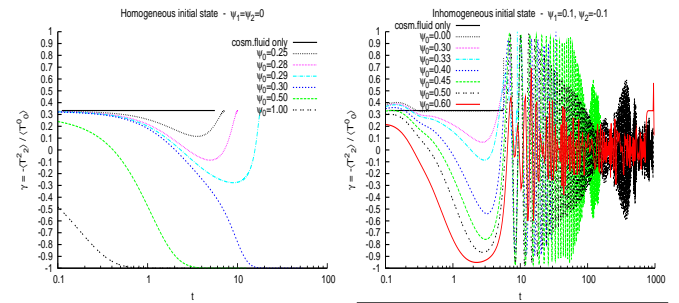 Homogeneous initial state - ψ₁=ψ₂=0
cosm.fluid only
ψ₀=0.25
ψ₀=0.28
ψ₀=0.29
ψ₀=0.30
ψ₀=0.50
ψ₀=1.00
γ = -⟨T²₂⟩ / ⟨T⁰₀⟩
1
0.9
0.8
0.7
0.6
0.5
0.4
0.3
0.2
0.1
0
-0.1
-0.2
-0.3
-0.4
-0.5
-0.6
-0.7
-0.8
-0.9
-1
0.1 1 10 100
t
Inhomogeneous initial state - ψ₁=0.1, ψ₂=-0.1
cosm.fluid only
ψ₀=0.00
ψ₀=0.30
ψ₀=0.33
ψ₀=0.40
ψ₀=0.45
ψ₀=0.50
ψ₀=0.60
γ = -⟨T²₂⟩ / ⟨T⁰₀⟩
1
0.9
0.8
0.7
0.6
0.5
0.4
0.3
0.2
0.1
0
-0.1
-0.2
-0.3
-0.4
-0.5
-0.6
-0.7
-0.8
-0.9
-1
0.1 1 10 100 1000
t